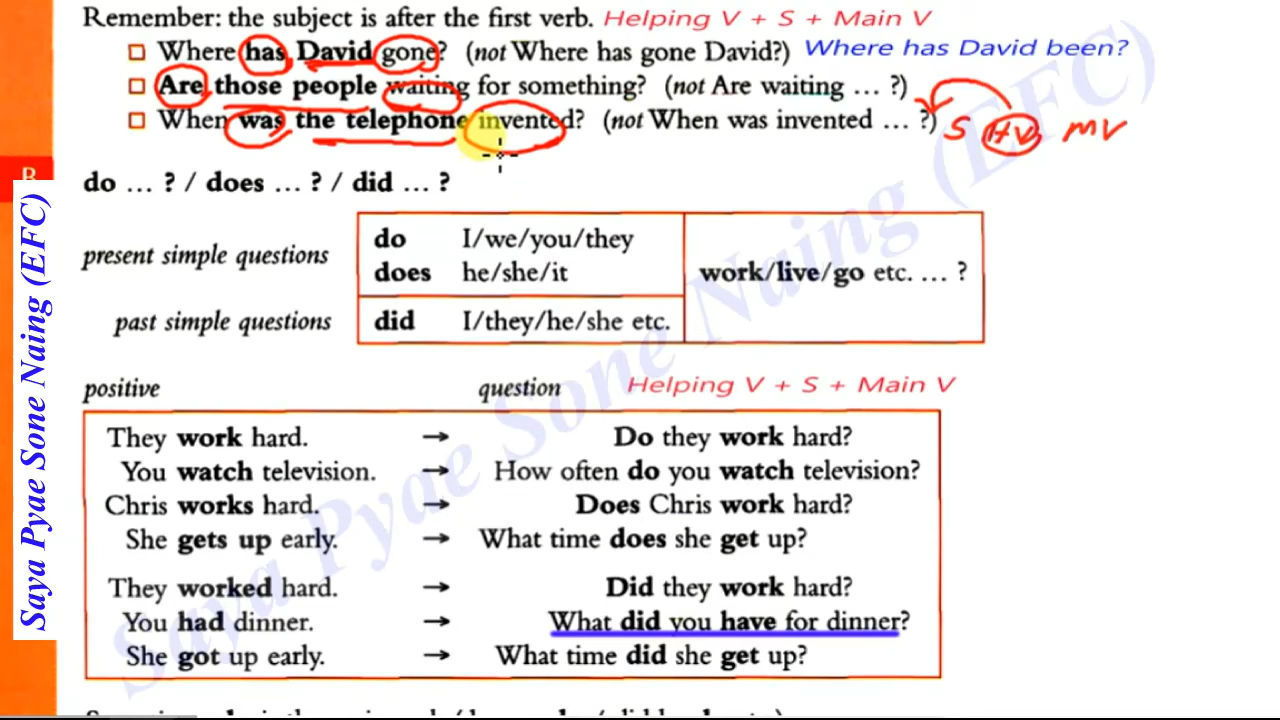 Remember: the subject is after the first verb. Helping V + S + Main V
Where has David gone? (not Where has gone David?) Where has David been?
Are those people waiting for something? (not Are waiting ... ?)
When was the telephone invented? (not When was invented ... ?) S HV MV
B
do ... ? / does ... ? / did ... ?
present simple questions
do I/we/you/they
does he/she/it
work/live/go etc. ... ?
past simple questions
did I/they/he/she etc.
positive question Helping V + S + Main V
They work hard. → Do they work hard?
You watch television. → How often do you watch television?
Chris works hard. → Does Chris work hard?
She gets up early. → What time does she get up?
They worked hard. → Did they work hard?
You had dinner. → What did you have for dinner?
She got up early. → What time did she get up?
Saya Pyae Sone Naing (EFC)
Saya Pyae Sone Naing (EFC)